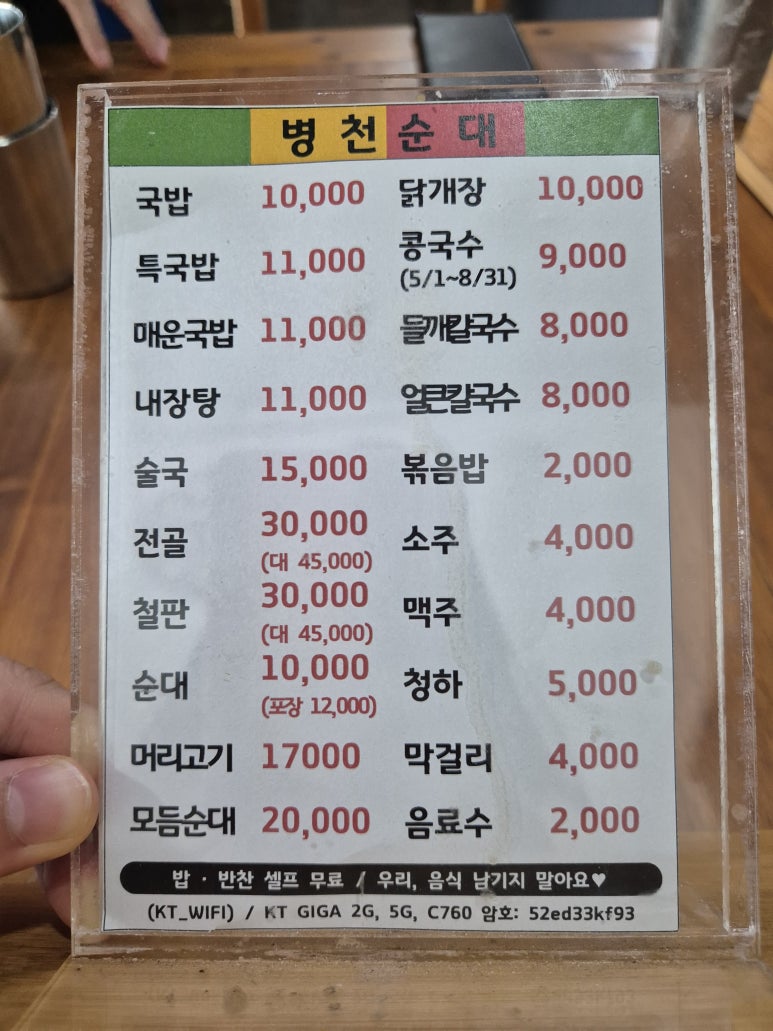 병천순대
국밥 10,000
특국밥 11,000
매운국밥 11,000
내장탕 11,000
술국 15,000
전골 30,000
(대 45,000)
철판 30,000
(대 45,000)
순대 10,000
(포장 12,000)
머리고기 17000
모듬순대 20,000
닭개장 10,000
콩국수 9,000
(5/1~8/31)
들깨칼국수 8,000
얼큰칼국수 8,000
볶음밥 2,000
소주 4,000
맥주 4,000
청하 5,000
막걸리 4,000
음료수 2,000
밥 · 반찬 셀프 무료 / 우리, 음식 남기지 말아요♥
(KT_WIFI) / KT GIGA 2G, 5G, C760 암호: 52ed33kf93